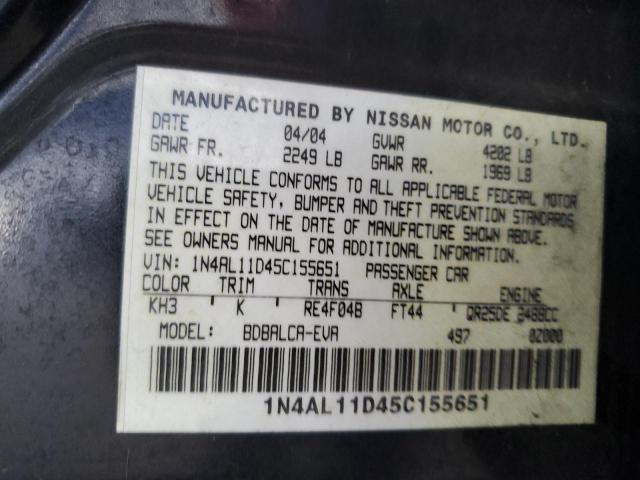 MANUFACTURED BY NISSAN MOTOR CO., LTD.
DATE 04/04 GVWR 4202 LB
GAWR FR. 2249 LB GAWR RR. 1969 LB
THIS VEHICLE CONFORMS TO ALL APPLICABLE FEDERAL MOTOR
VEHICLE SAFETY, BUMPER AND THEFT PREVENTION STANDARDS
IN EFFECT ON THE DATE OF MANUFACTURE SHOWN ABOVE.
SEE OWNERS MANUAL FOR ADDITIONAL INFORMATION.
VIN: 1N4AL11D45C155651 PASSENGER CAR
COLOR TRIM TRANS AXLE ENGINE
KH3 K RE4F04B FT44 QR25DE 2488CC
MODEL: BDBALCA-EVA 497 02000
1N4AL11D45C155651